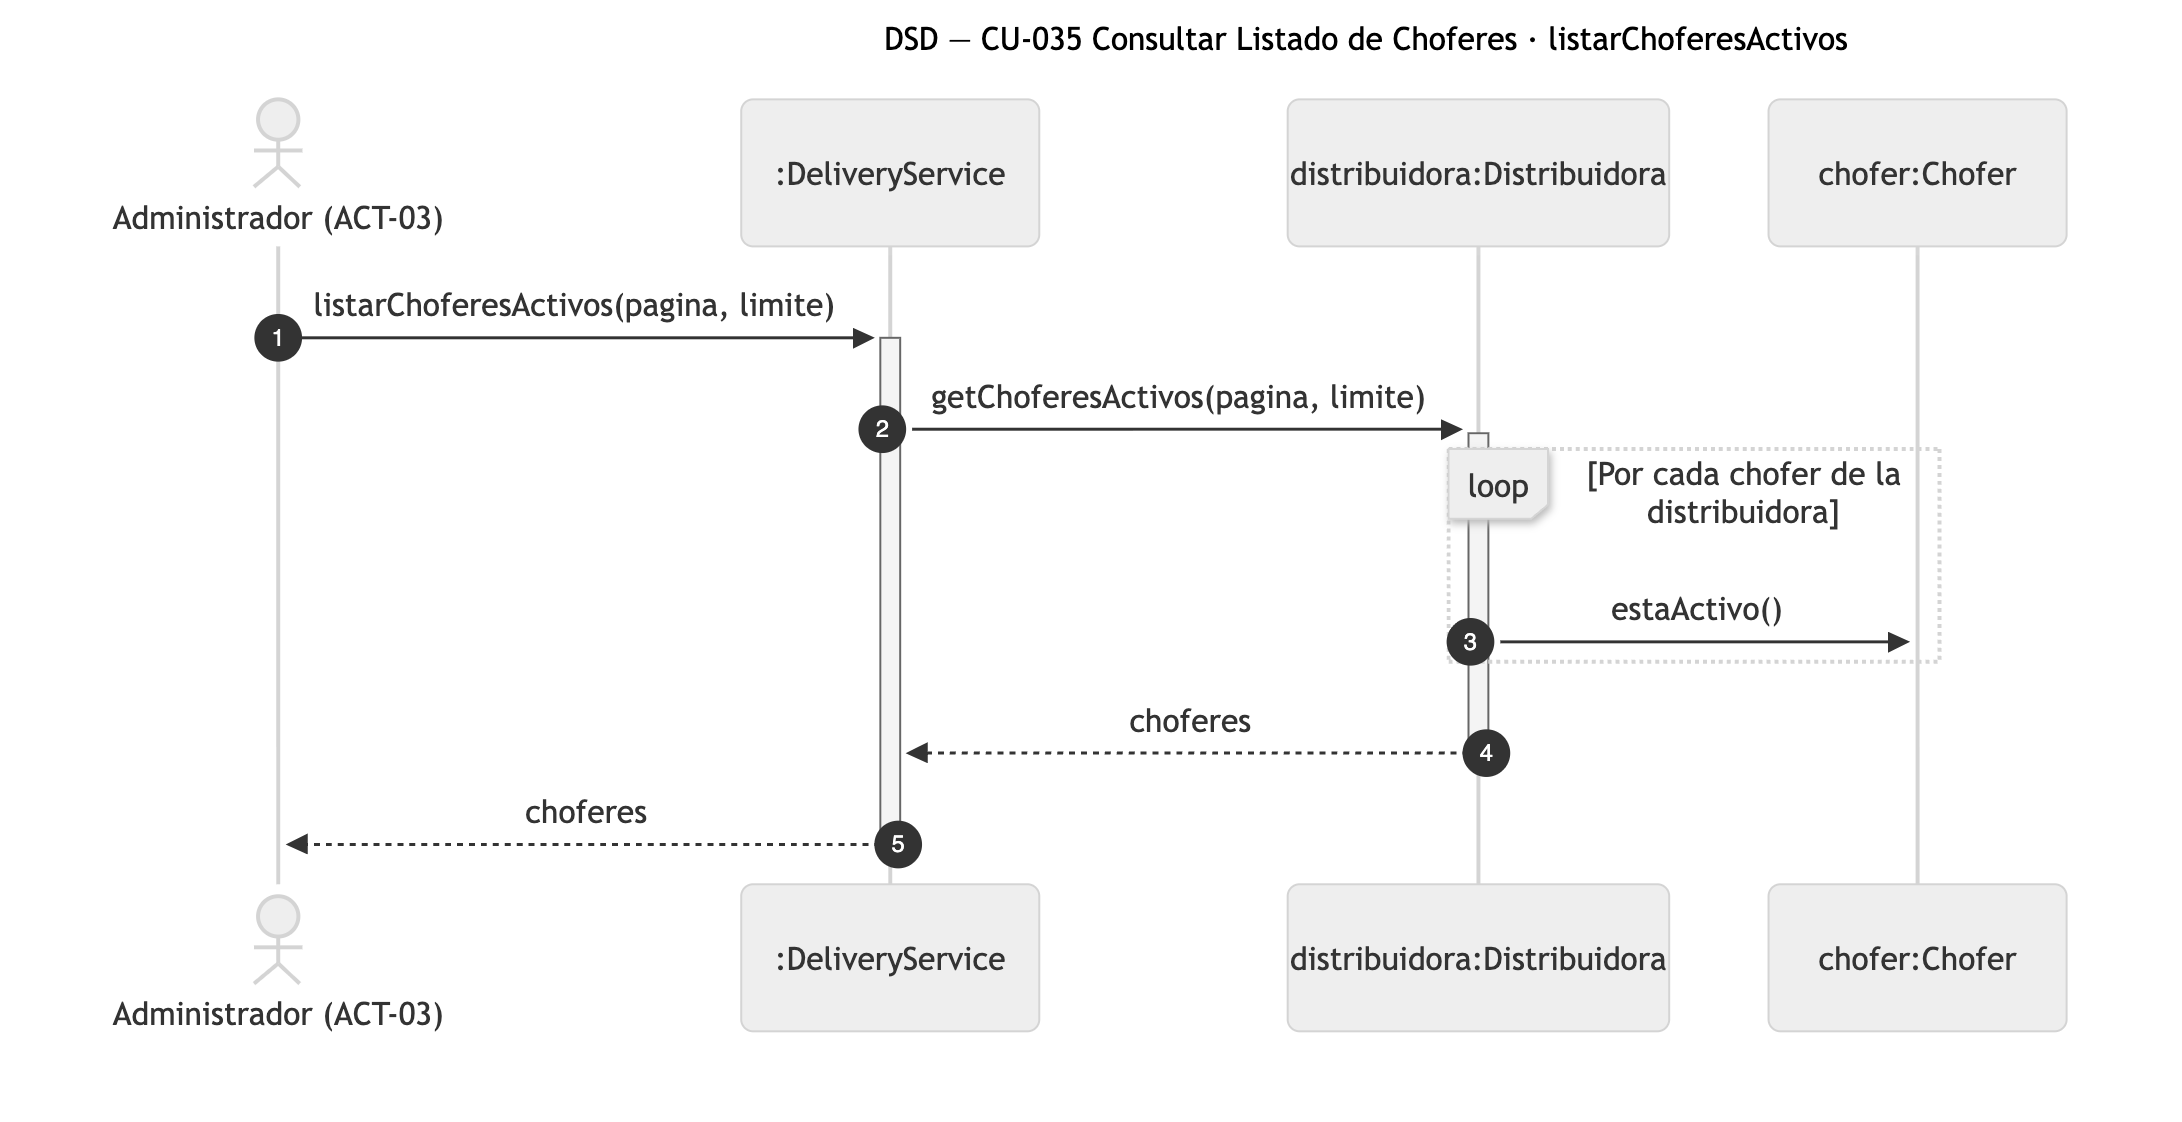 DSD — CU-035 Consultar Listado de Choferes · listarChoferesActivos
Administrador (ACT-03)
:DeliveryService
distribuidora:Distribuidora
chofer:Chofer
listarChoferesActivos(pagina, limite)
1
getChoferesActivos(pagina, limite)
2
loop
[Por cada chofer de la
distribuidora]
estaActivo()
3
choferes
4
choferes
5
Administrador (ACT-03)
:DeliveryService
distribuidora:Distribuidora
chofer:Chofer